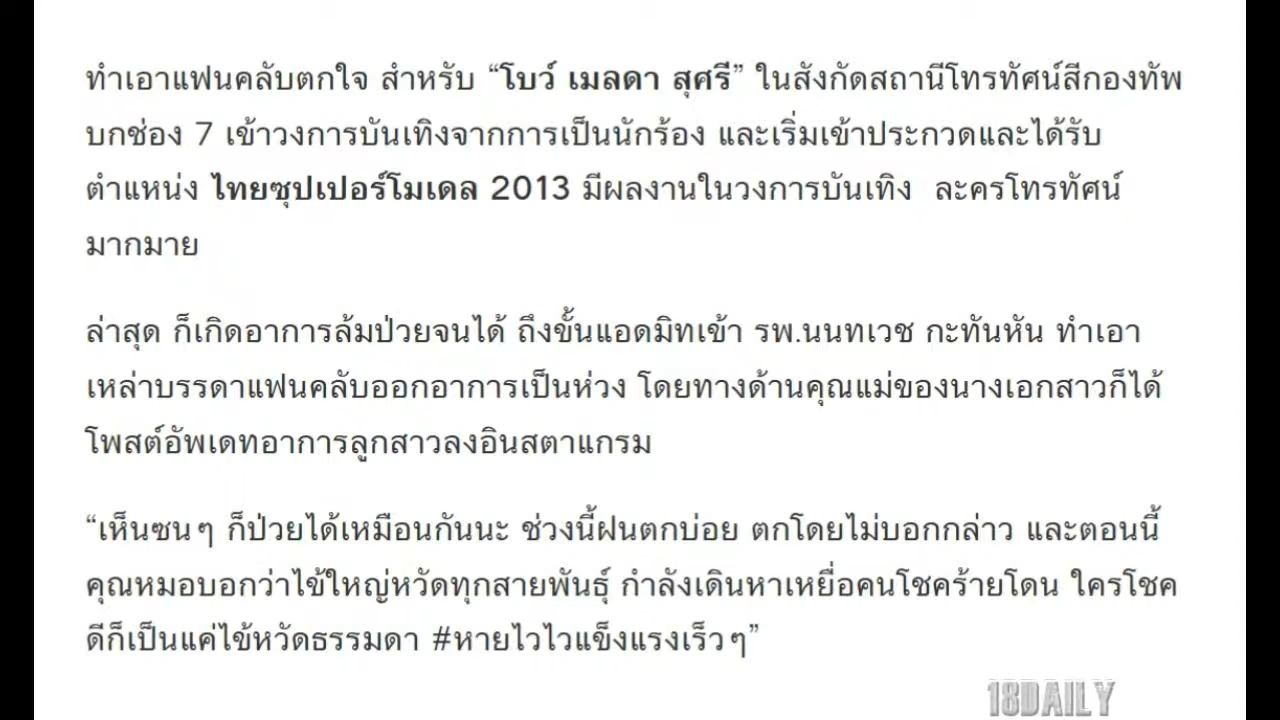 ทำเอาแฟนคลับตกใจ สำหรับ “โบว์ เมลดา สุศรี” ในสังกัดสถานีโทรทัศน์สีกองทัพ
บกช่อง 7 เข้าวงการบันเทิงจากการเป็นนักร้อง และเริ่มเข้าประกวดและได้รับ
ตำแหน่ง ไทยซุปเปอร์โมเดล 2013 มีผลงานในวงการบันเทิง  ละครโทรทัศน์
มากมาย
ล่าสุด ก็เกิดอาการล้มป่วยจนได้ ถึงขั้นแอดมิทเข้า รพ.นนทเวช กะทันหัน ทำเอา
เหล่าบรรดาแฟนคลับออกอาการเป็นห่วง โดยทางด้านคุณแม่ของนางเอกสาวก็ได้
โพสต์อัพเดทอาการลูกสาวลงอินสตาแกรม
“เห็นซนๆ ก็ป่วยได้เหมือนกันนะ ช่วงนี้ฝนตกบ่อย ตกโดยไม่บอกกล่าว และตอนนี้
คุณหมอบอกว่าไข้ใหญ่หวัดทุกสายพันธุ์ กำลังเดินหาเหยื่อคนโชคร้ายโดน ใครโชค
ดีก็เป็นแค่ไข้หวัดธรรมดา #หายไวไวแข็งแรงเร็วๆ”
18DAILY